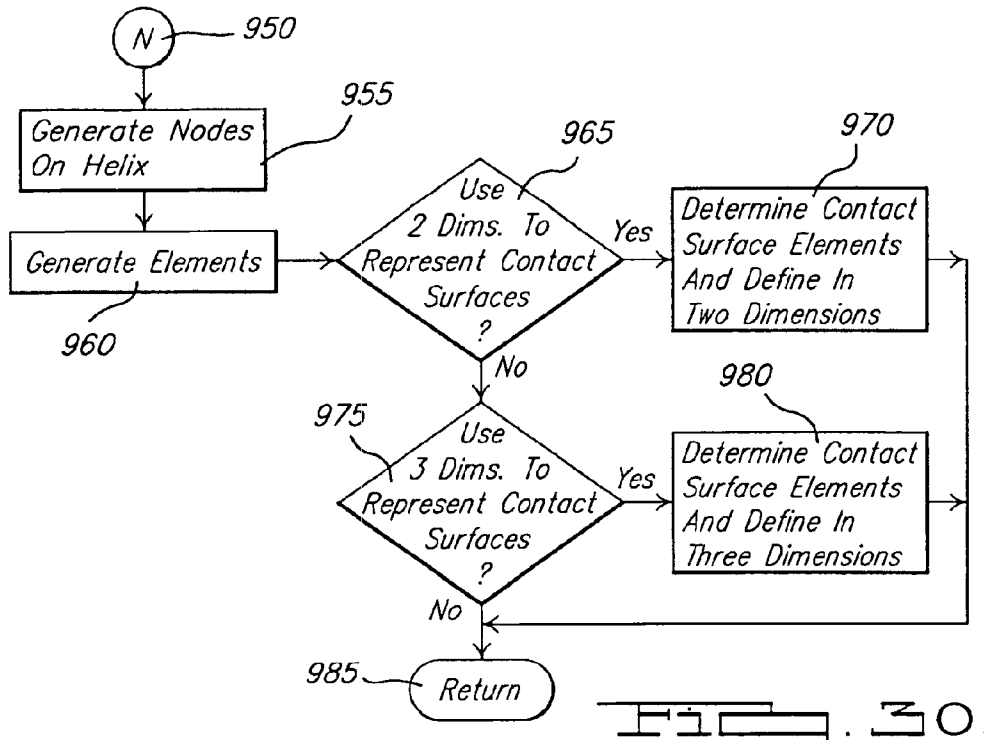 N
950
955
Generate Nodes
On Helix
Generate Elements
960
965
Use
2 Dims. To
Represent Contact
Surfaces
?
Yes
No
970
Determine Contact
Surface Elements
And Define In
Two Dimensions
975
Use
3 Dims. To
Represent Contact
Surfaces
?
Yes
No
980
Determine Contact
Surface Elements
And Define In
Three Dimensions
985
Return
FIG. 30.